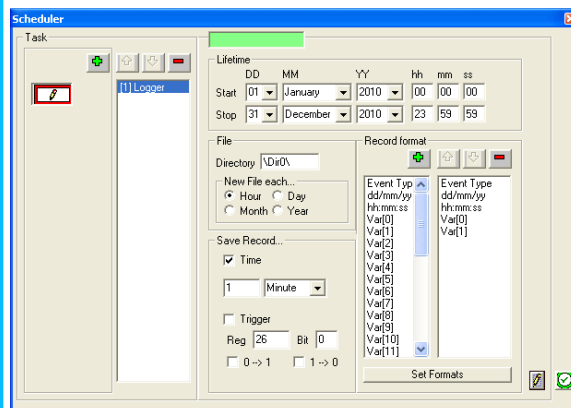 Scheduler
Task
[1] Logger
Lifetime
DD MM YY hh mm ss
Start 01 January 2010 00 00 00
Stop 31 December 2010 23 59 59
File
Directory \Dir0\
New File each...
Hour Day
Month Year
Save Record...
Time
1 Minute
Trigger
Reg 26 Bit 0
0 --> 1 1 --> 0
Record format
Event Typ
dd/mm/yy
hh:mm:ss
Var[0]
Var[1]
Var[2]
Var[3]
Var[4]
Var[5]
Var[6]
Var[7]
Var[8]
Var[9]
Var[10]
Var[11]
Event Type
dd/mm/yy
hh:mm:ss
Var[0]
Var[1]
Set Formats